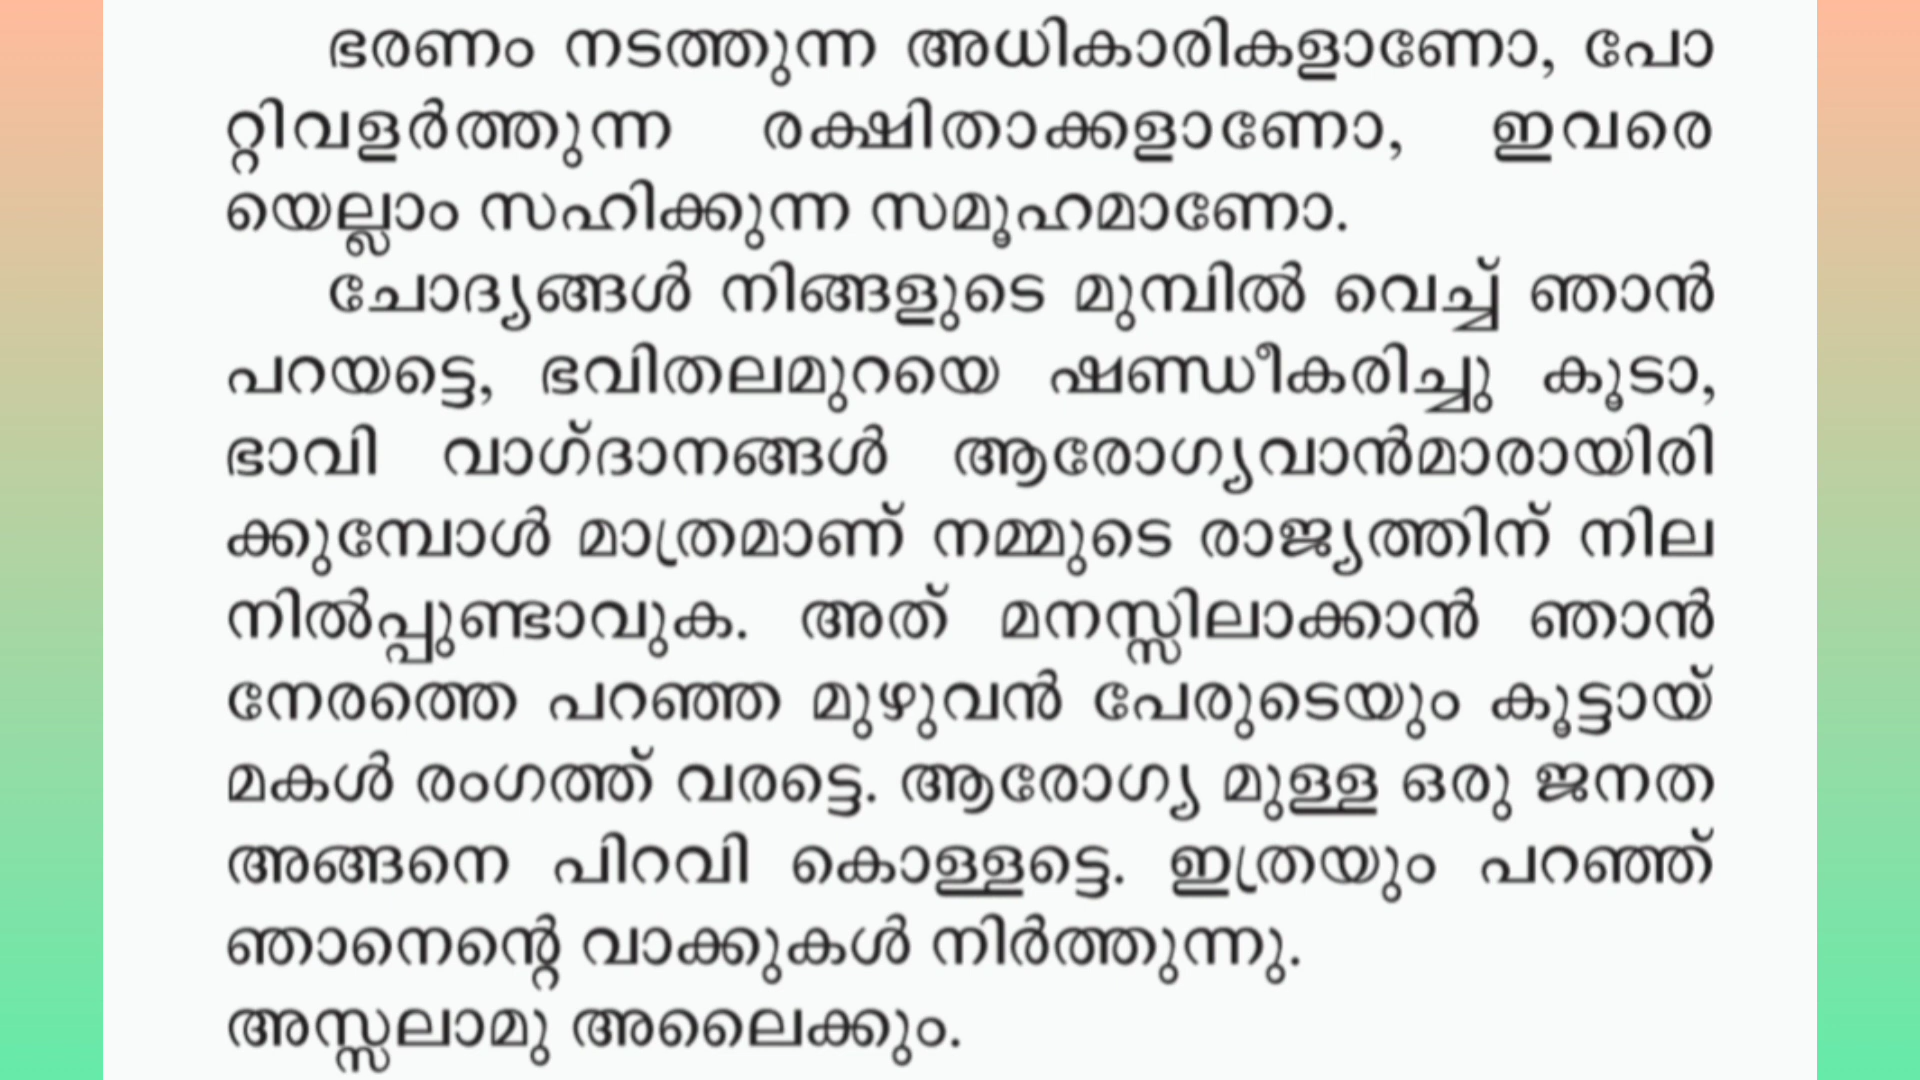 ഭരണം നടത്തുന്ന അധികാരികളാണോ, പോ
റ്റിവളർത്തുന്ന രക്ഷിതാക്കളാണോ, ഇവരെ
യെല്ലാം സഹിക്കുന്ന സമൂഹമാണോ.
ചോദ്യങ്ങൾ നിങ്ങളുടെ മുമ്പിൽ വെച്ച് ഞാൻ
പറയട്ടെ, ഭവിതലമുറയെ ഷണ്ഡീകരിച്ചു കൂടാ,
ഭാവി വാഗ്ദാനങ്ങൾ ആരോഗ്യവാൻമാരായിരി
ക്കുമ്പോൾ മാത്രമാണ് നമ്മുടെ രാജ്യത്തിന് നില
നിൽപ്പുണ്ടാവുക. അത് മനസ്സിലാക്കാൻ ഞാൻ
നേരത്തെ പറഞ്ഞ മുഴുവൻ പേരുടെയും കൂട്ടായ്
മകൾ രംഗത്ത് വരട്ടെ. ആരോഗ്യ മുള്ള ഒരു ജനത
അങ്ങനെ പിറവി കൊള്ളട്ടെ. ഇത്രയും പറഞ്ഞ്
ഞാനെന്റെ വാക്കുകൾ നിർത്തുന്നു.
അസ്സലാമു അലൈക്കും.